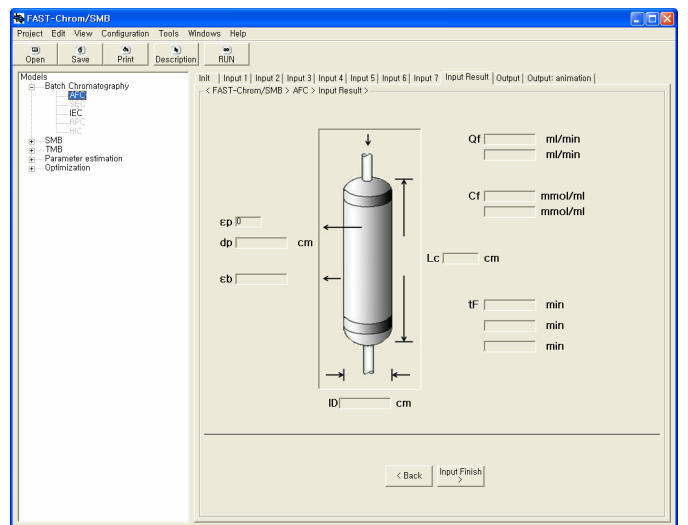 FAST-Chrom/SMB
Project Edit View Configuration Tools Windows Help
Open Save Print Description RUN
Models
Batch Chromatography
AFC
SEC
IEC
RPC
HIC
SMB
TMB
Parameter estimation
Optimization
Init Input 1 Input 2 Input 3 Input 4 Input 5 Input 6 Input 7 Input Result Output Output: animation
< FAST-Chrom/SMB > AFC > Input Result >
Qf ml/min
ml/min
Cf mmol/ml
mmol/ml
εp 0
dp cm
εb
Lc cm
tF min
min
min
ID cm
< Back
Input Finish
>